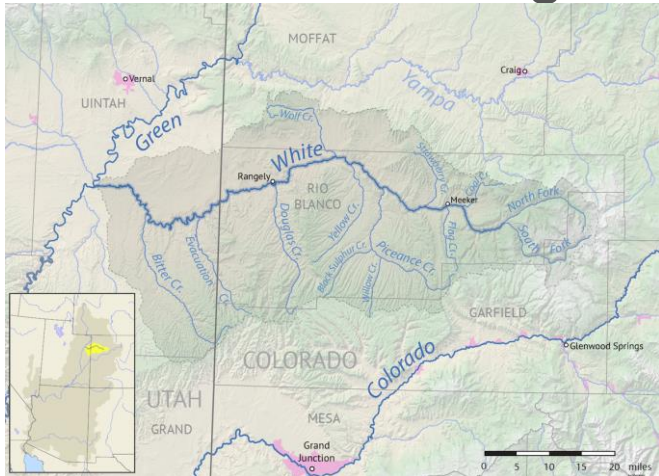 MOFFAT
Craig
Vernal
UINTAH
Yampa
Green
Wolf Cr.
White
Strawberry Cr.
Coal Cr.
Rangely
RIO
BLANCO
Meeker
North Fork
South Fork
Douglas Cr.
Yellow Cr.
Flag Cr.
Evacuation Cr.
Bitter Cr.
Black Sulphur Cr.
Piceance Cr.
Willow Cr.
GARFIELD
Glenwood Springs
COLORADO
Colorado
UTAH
GRAND
MESA
Grand
Junction
0 5 10 15 20 miles